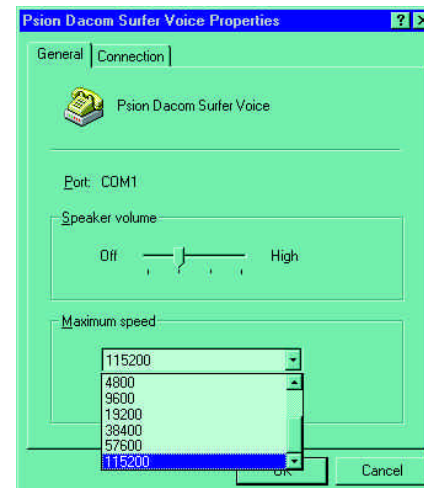 Psion Dacom Surfer Voice Properties
General
Connection
Psion Dacom Surfer Voice
Port: COM1
Speaker volume
Off
High
Maximum speed
115200
4800
9600
19200
38400
57600
115200
OK
Cancel